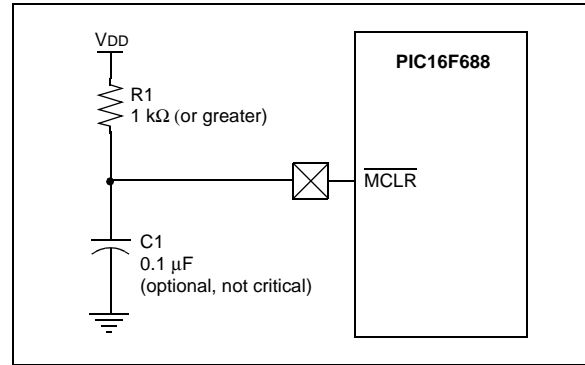 VDD
PIC16F688
R1
1 kΩ (or greater)
MCLR
C1
0.1 μF
(optional, not critical)